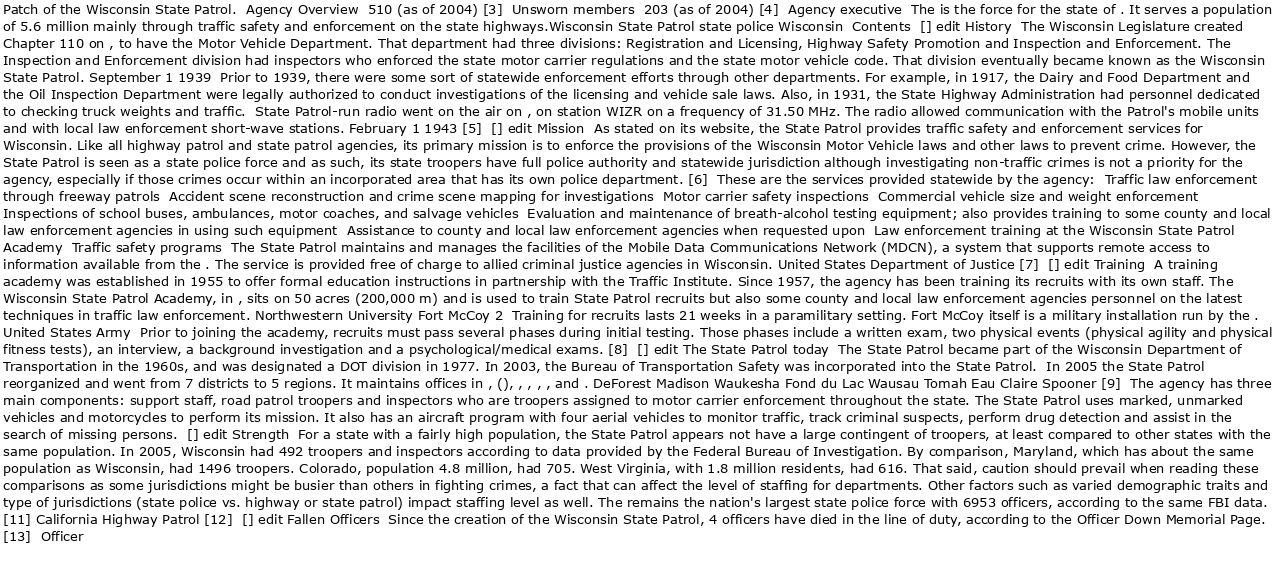 Patch of the Wisconsin State Patrol.  Agency Overview  510 (as of 2004) [3]  Unsworn members  203 (as of 2004) [4]  Agency executive  The is the force for the state of . It serves a population
of 5.6 million mainly through traffic safety and enforcement on the state highways.Wisconsin State Patrol state police Wisconsin  Contents  [] edit History  The Wisconsin Legislature created
Chapter 110 on , to have the Motor Vehicle Department. That department had three divisions: Registration and Licensing, Highway Safety Promotion and Inspection and Enforcement. The
Inspection and Enforcement division had inspectors who enforced the state motor carrier regulations and the state motor vehicle code. That division eventually became known as the Wisconsin
State Patrol. September 1 1939  Prior to 1939, there were some sort of statewide enforcement efforts through other departments. For example, in 1917, the Dairy and Food Department and
the Oil Inspection Department were legally authorized to conduct investigations of the licensing and vehicle sale laws. Also, in 1931, the State Highway Administration had personnel dedicated
to checking truck weights and traffic.  State Patrol-run radio went on the air on , on station WIZR on a frequency of 31.50 MHz. The radio allowed communication with the Patrol's mobile units
and with local law enforcement short-wave stations. February 1 1943 [5]  [] edit Mission  As stated on its website, the State Patrol provides traffic safety and enforcement services for
Wisconsin. Like all highway patrol and state patrol agencies, its primary mission is to enforce the provisions of the Wisconsin Motor Vehicle laws and other laws to prevent crime. However, the
State Patrol is seen as a state police force and as such, its state troopers have full police authority and statewide jurisdiction although investigating non-traffic crimes is not a priority for the
agency, especially if those crimes occur within an incorporated area that has its own police department. [6]  These are the services provided statewide by the agency:  Traffic law enforcement
through freeway patrols  Accident scene reconstruction and crime scene mapping for investigations  Motor carrier safety inspections  Commercial vehicle size and weight enforcement
Inspections of school buses, ambulances, motor coaches, and salvage vehicles  Evaluation and maintenance of breath-alcohol testing equipment; also provides training to some county and local
law enforcement agencies in using such equipment  Assistance to county and local law enforcement agencies when requested upon  Law enforcement training at the Wisconsin State Patrol
Academy  Traffic safety programs  The State Patrol maintains and manages the facilities of the Mobile Data Communications Network (MDCN), a system that supports remote access to
information available from the . The service is provided free of charge to allied criminal justice agencies in Wisconsin. United States Department of Justice [7]  [] edit Training  A training
academy was established in 1955 to offer formal education instructions in partnership with the Traffic Institute. Since 1957, the agency has been training its recruits with its own staff. The
Wisconsin State Patrol Academy, in , sits on 50 acres (200,000 m) and is used to train State Patrol recruits but also some county and local law enforcement agencies personnel on the latest
techniques in traffic law enforcement. Northwestern University Fort McCoy 2  Training for recruits lasts 21 weeks in a paramilitary setting. Fort McCoy itself is a military installation run by the .
United States Army  Prior to joining the academy, recruits must pass several phases during initial testing. Those phases include a written exam, two physical events (physical agility and physical
fitness tests), an interview, a background investigation and a psychological/medical exams. [8]  [] edit The State Patrol today  The State Patrol became part of the Wisconsin Department of
Transportation in the 1960s, and was designated a DOT division in 1977. In 2003, the Bureau of Transportation Safety was incorporated into the State Patrol.  In 2005 the State Patrol
reorganized and went from 7 districts to 5 regions. It maintains offices in , (), , , , , and . DeForest Madison Waukesha Fond du Lac Wausau Tomah Eau Claire Spooner [9]  The agency has three
main components: support staff, road patrol troopers and inspectors who are troopers assigned to motor carrier enforcement throughout the state. The State Patrol uses marked, unmarked
vehicles and motorcycles to perform its mission. It also has an aircraft program with four aerial vehicles to monitor traffic, track criminal suspects, perform drug detection and assist in the
search of missing persons.  [] edit Strength  For a state with a fairly high population, the State Patrol appears not have a large contingent of troopers, at least compared to other states with the
same population. In 2005, Wisconsin had 492 troopers and inspectors according to data provided by the Federal Bureau of Investigation. By comparison, Maryland, which has about the same
population as Wisconsin, had 1496 troopers. Colorado, population 4.8 million, had 705. West Virginia, with 1.8 million residents, had 616. That said, caution should prevail when reading these
comparisons as some jurisdictions might be busier than others in fighting crimes, a fact that can affect the level of staffing for departments. Other factors such as varied demographic traits and
type of jurisdictions (state police vs. highway or state patrol) impact staffing level as well. The remains the nation's largest state police force with 6953 officers, according to the same FBI data.
[11] California Highway Patrol [12]  [] edit Fallen Officers  Since the creation of the Wisconsin State Patrol, 4 officers have died in the line of duty, according to the Officer Down Memorial Page.
[13]  Officer